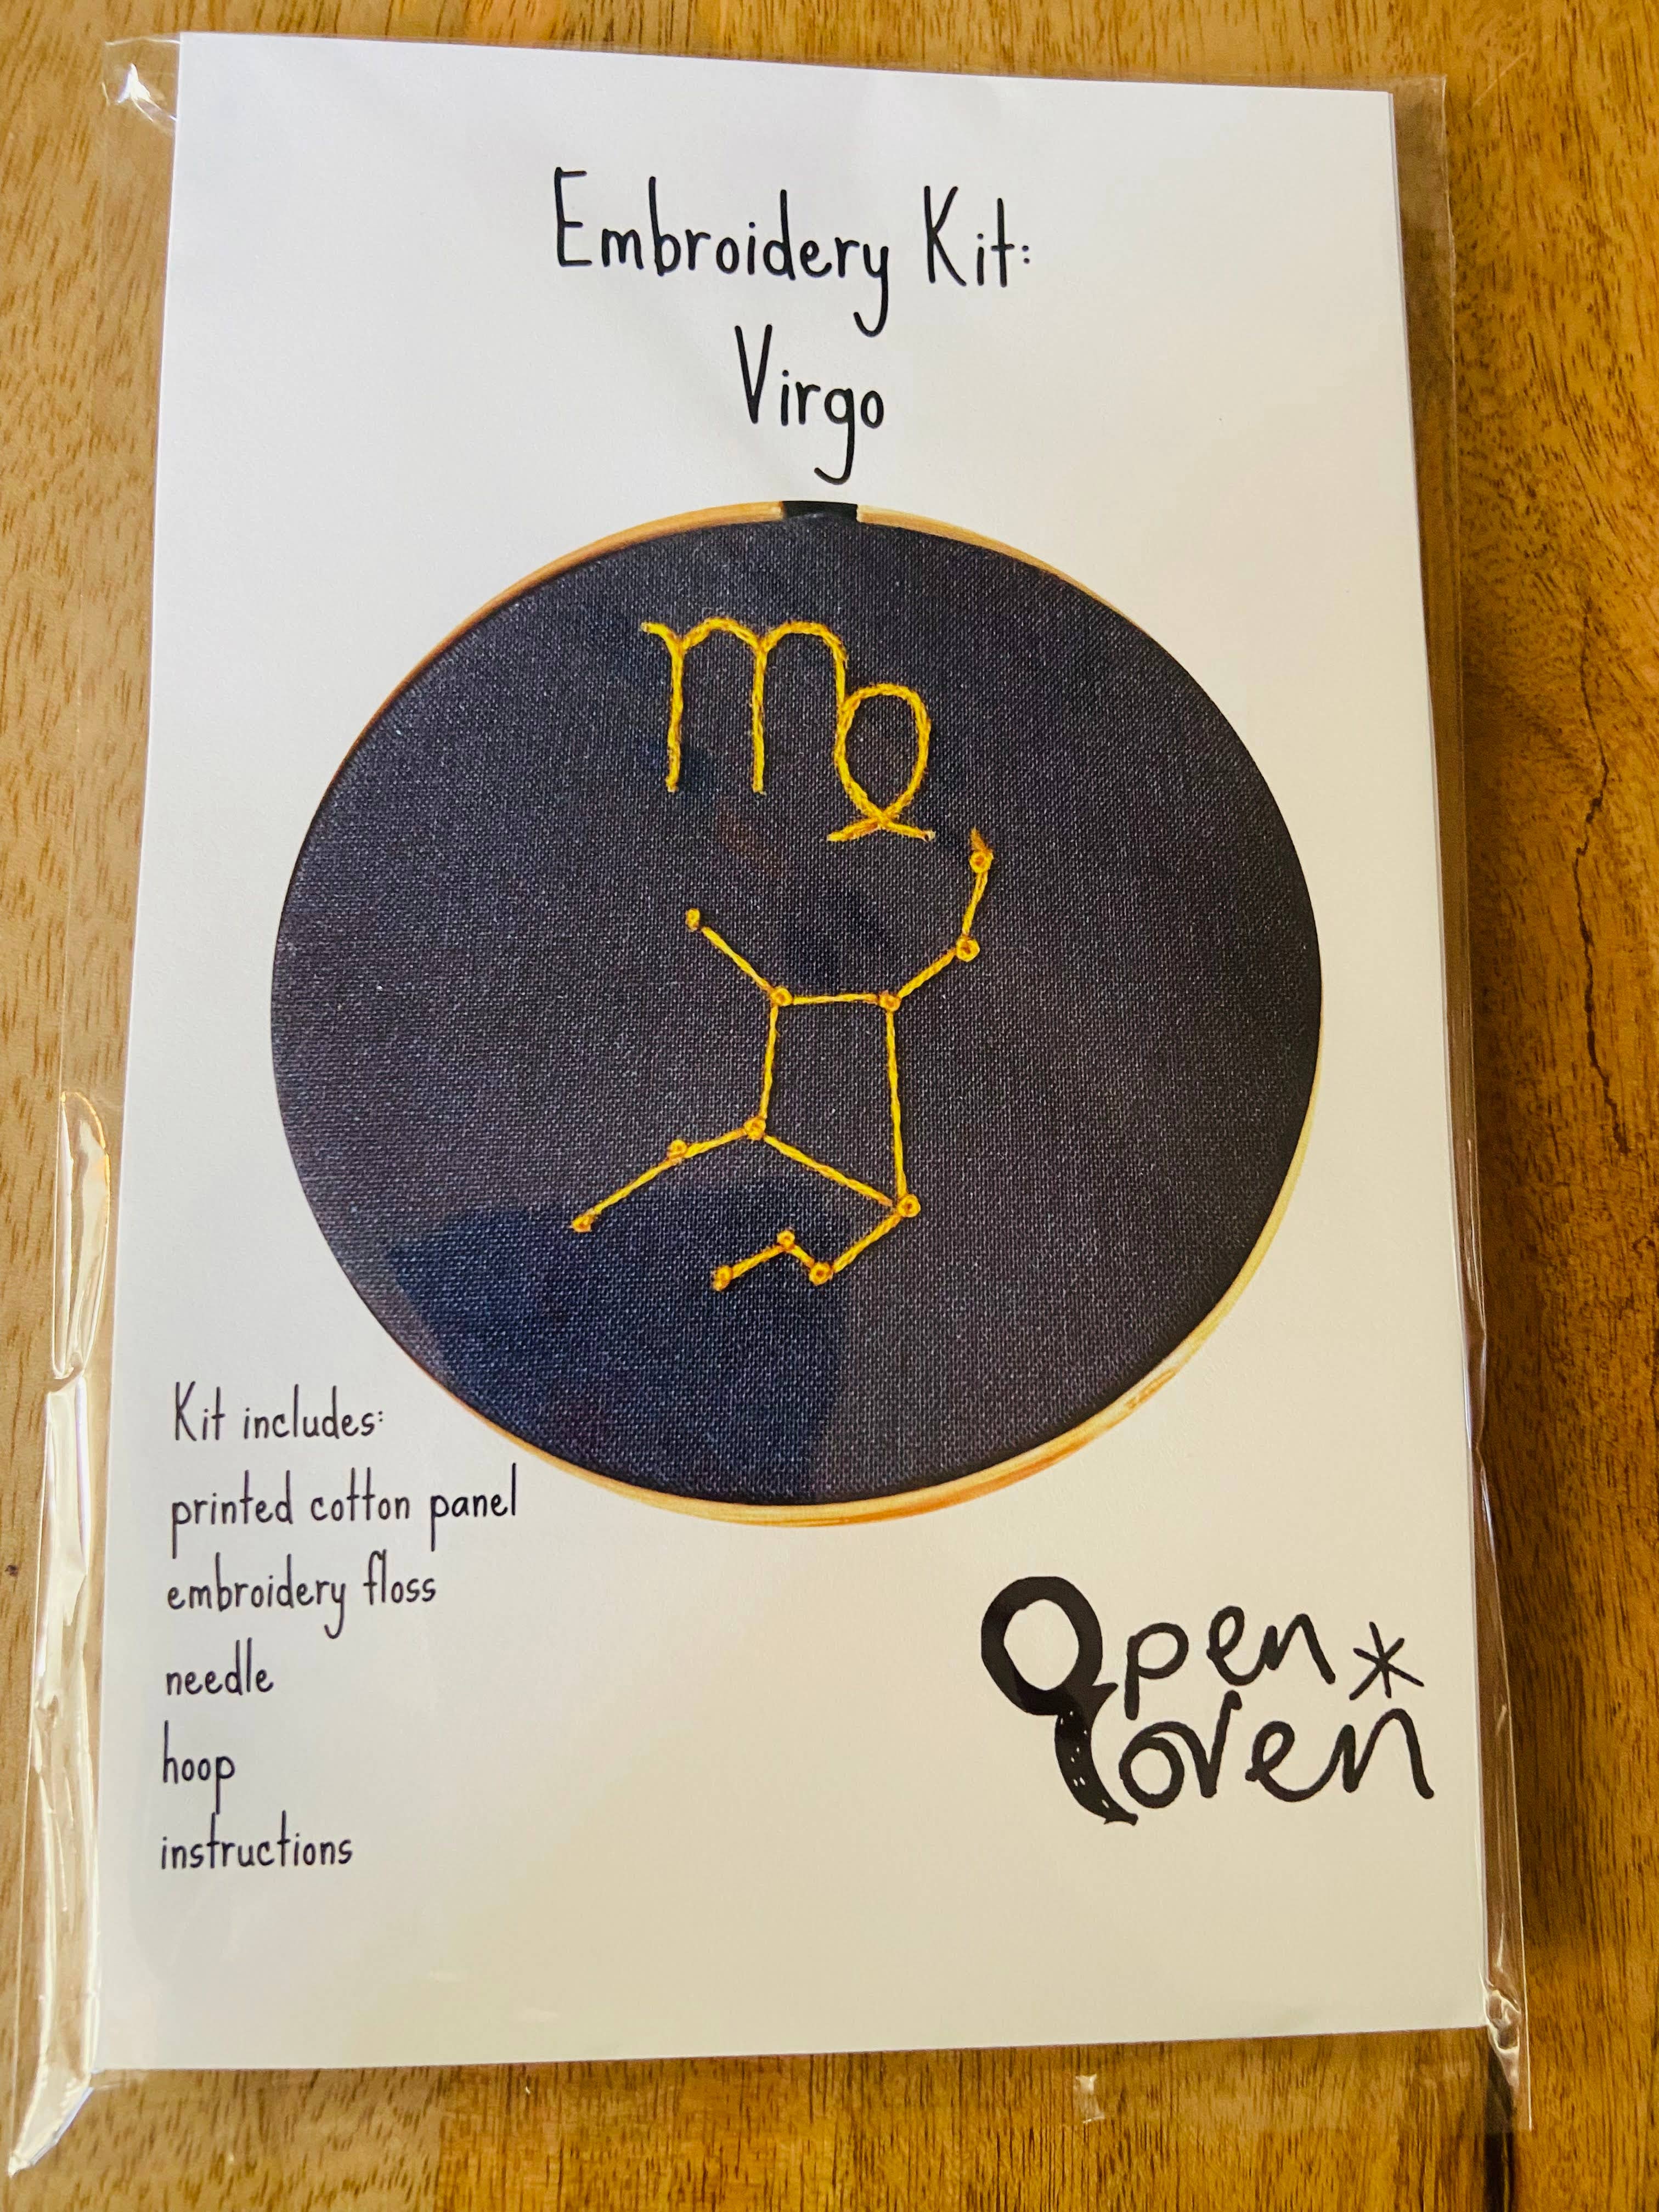 Embroidery Kit:
Virgo
Kit includes:
printed cotton panel
embroidery floss
needle
hoop
instructions
Open*
Oven